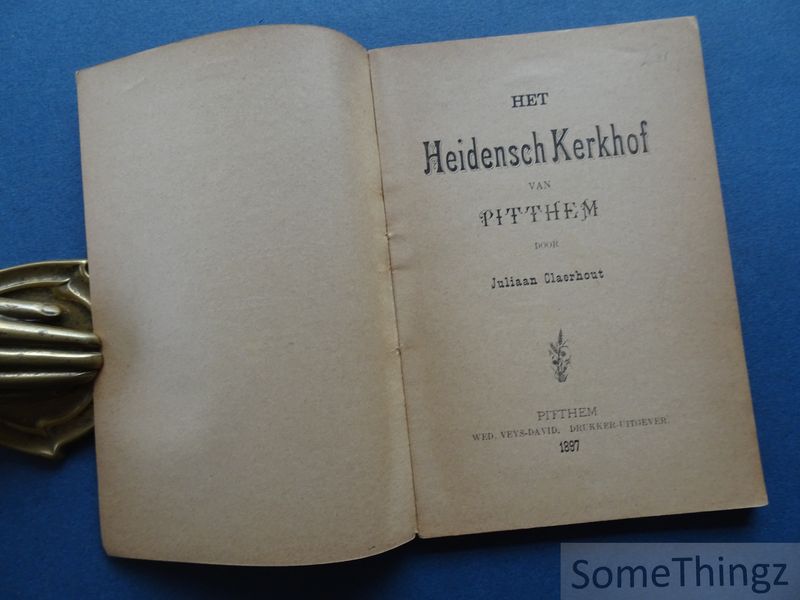 HET
Heidensch Kerkhof
VAN
PITTHEM
DOOR
Juliaan Claerhout
PITTHEM
WED. VEYS-DAVID, DRUKKER-UITGEVER
1897
SomeThingz